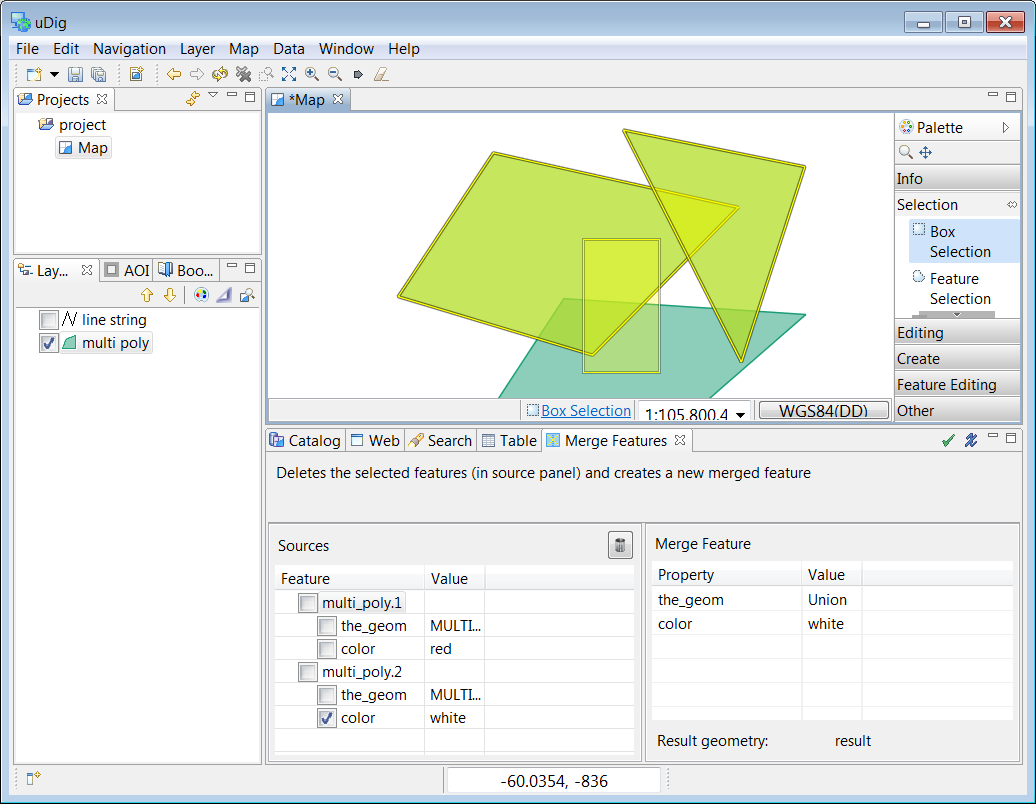 uDig
File Edit Navigation Layer Map Data Window Help
Projects
project
Map
*Map
Palette
Info
Selection
Box
Selection
Feature
Selection
Editing
Create
Feature Editing
Other
Box Selection
1:105,800.4
WGS84(DD)
Lay... AOI Boo...
line string
multi poly
Catalog Web Search Table Merge Features
Deletes the selected features (in source panel) and creates a new merged feature
Sources
Feature Value
multi_poly.1
the_geom MULTI...
color red
multi_poly.2
the_geom MULTI...
color white
Merge Feature
Property Value
the_geom Union
color white
Result geometry: result
-60.0354, -836